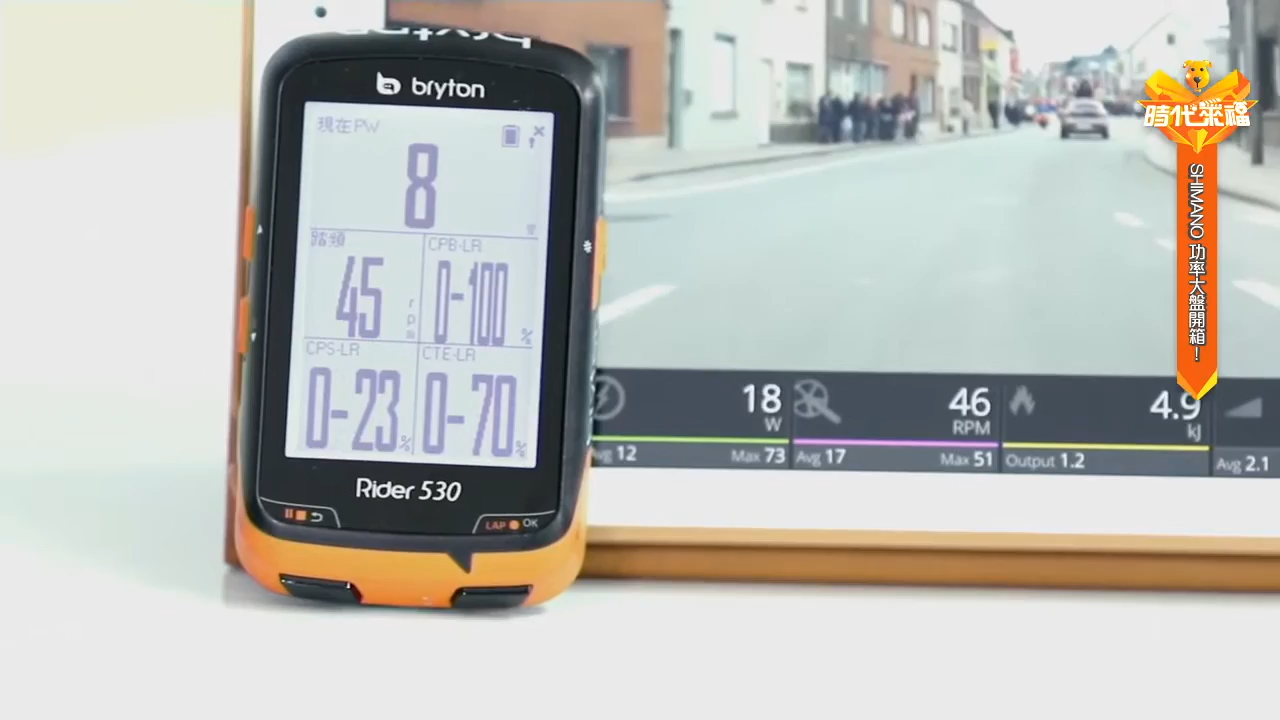 bryton
現在PW
8
踏頻
CPB-LR
45
rpm
0-100
%
CPS-LR
CTE-LR
0-23
%
0-70
%
Rider 530
LAP
OK
18
W
Avg 12
Max 73
46
RPM
Avg 17
Max 51
4.9
kJ
Output 1.2
Avg 2.1
時代來福
SHIMANO 功率大盤開箱！